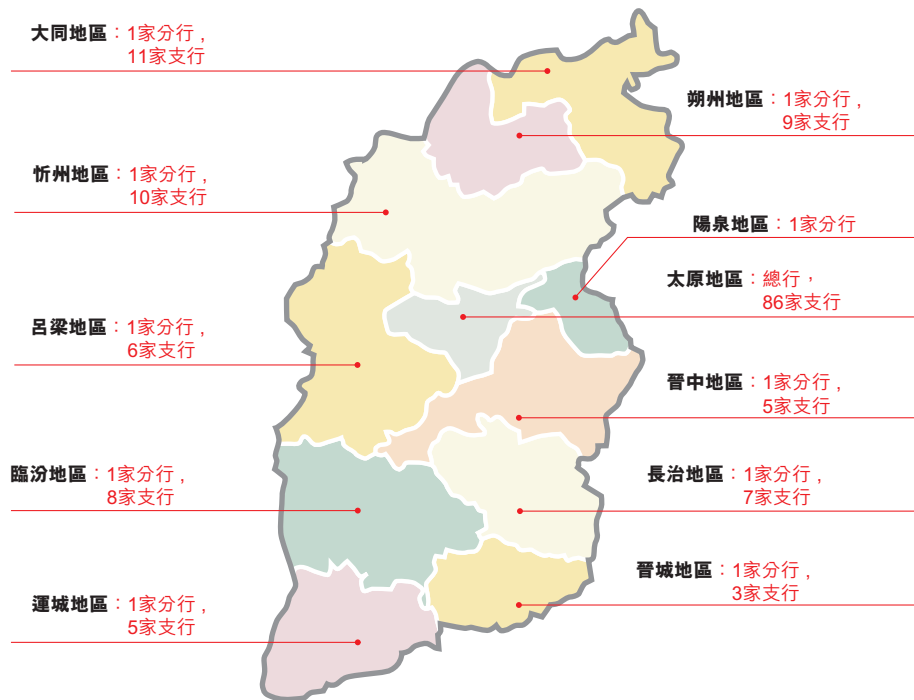 大同地區：1家分行，
11家支行
朔州地區：1家分行，
9家支行
忻州地區：1家分行，
10家支行
陽泉地區：1家分行
太原地區：總行，
86家支行
呂梁地區：1家分行，
6家支行
晉中地區：1家分行，
5家支行
臨汾地區：1家分行，
8家支行
長治地區：1家分行，
7家支行
晉城地區：1家分行，
3家支行
運城地區：1家分行，
5家支行